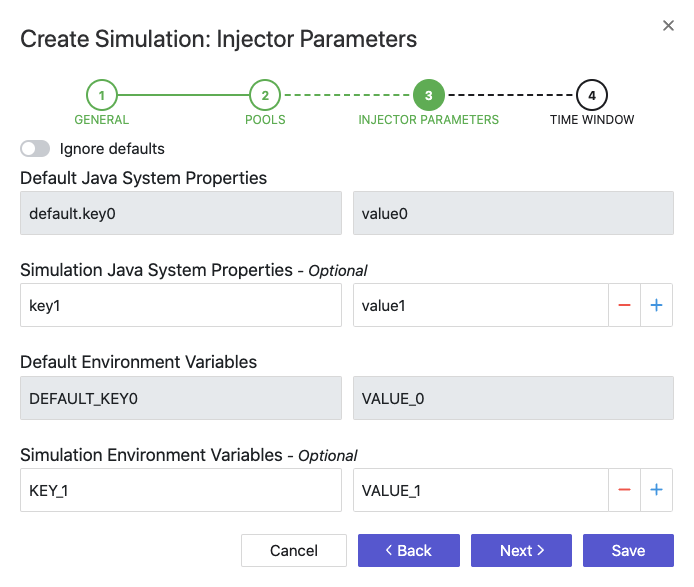 Create Simulation: Injector Parameters
1 2 3 4
GENERAL POOLS INJECTOR PARAMETERS TIME WINDOW
Ignore defaults
Default Java System Properties
default.key0 value0
Simulation Java System Properties - Optional
key1 value1
Default Environment Variables
DEFAULT_KEY0 VALUE_0
Simulation Environment Variables - Optional
KEY_1 VALUE_1
Cancel Back Next Save